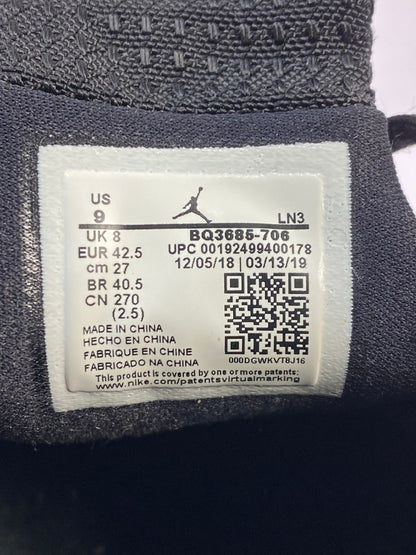 US
9
LN3
UK 8
BQ3685-706
EUR 42.5
UPC 00192499400178
cm 27
12/05/18 | 03/13/19
BR 40.5
CN 270
(2.5)
MADE IN CHINA
HECHO EN CHINA
FABRIQUE EN CHINE
FABRICADO NA CHINA
000DGWKVT8J16
This product is covered by one or more patents:
www.nike.com/patentsvirtualmarking